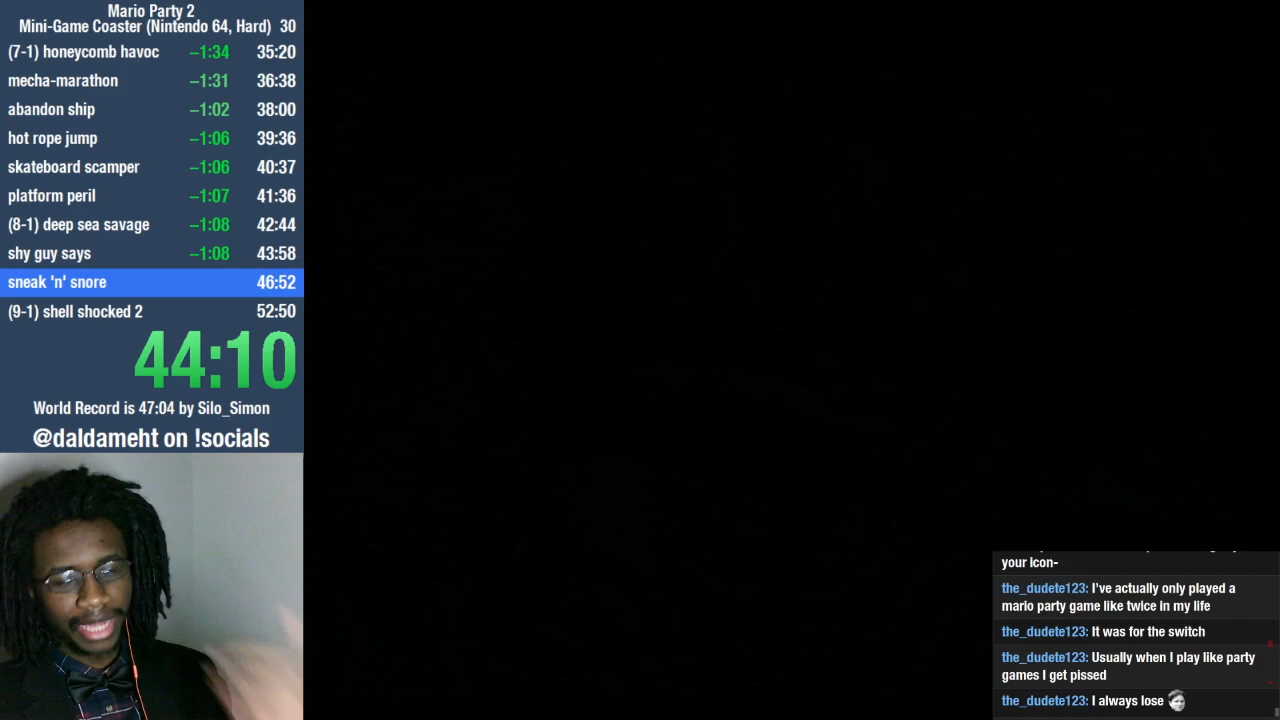 Mario Party 2
Mini-Game Coaster (Nintendo 64, Hard) 30
(7-1) honeycomb havoc –1:34 35:20
mecha-marathon –1:31 36:38
abandon ship –1:02 38:00
hot rope jump –1:06 39:36
skateboard scamper –1:06 40:37
platform peril –1:07 41:36
(8-1) deep sea savage –1:08 42:44
shy guy says –1:08 43:58
sneak 'n' snore 46:52
(9-1) shell shocked 2 52:50
44:10
World Record is 47:04 by Silo_Simon
@daldameht on !socials
your Icon-
the_dudete123: I've actually only played a
mario party game like twice in my life
the_dudete123: It was for the switch
the_dudete123: Usually when I play like party
games I get pissed
the_dudete123: I always lose